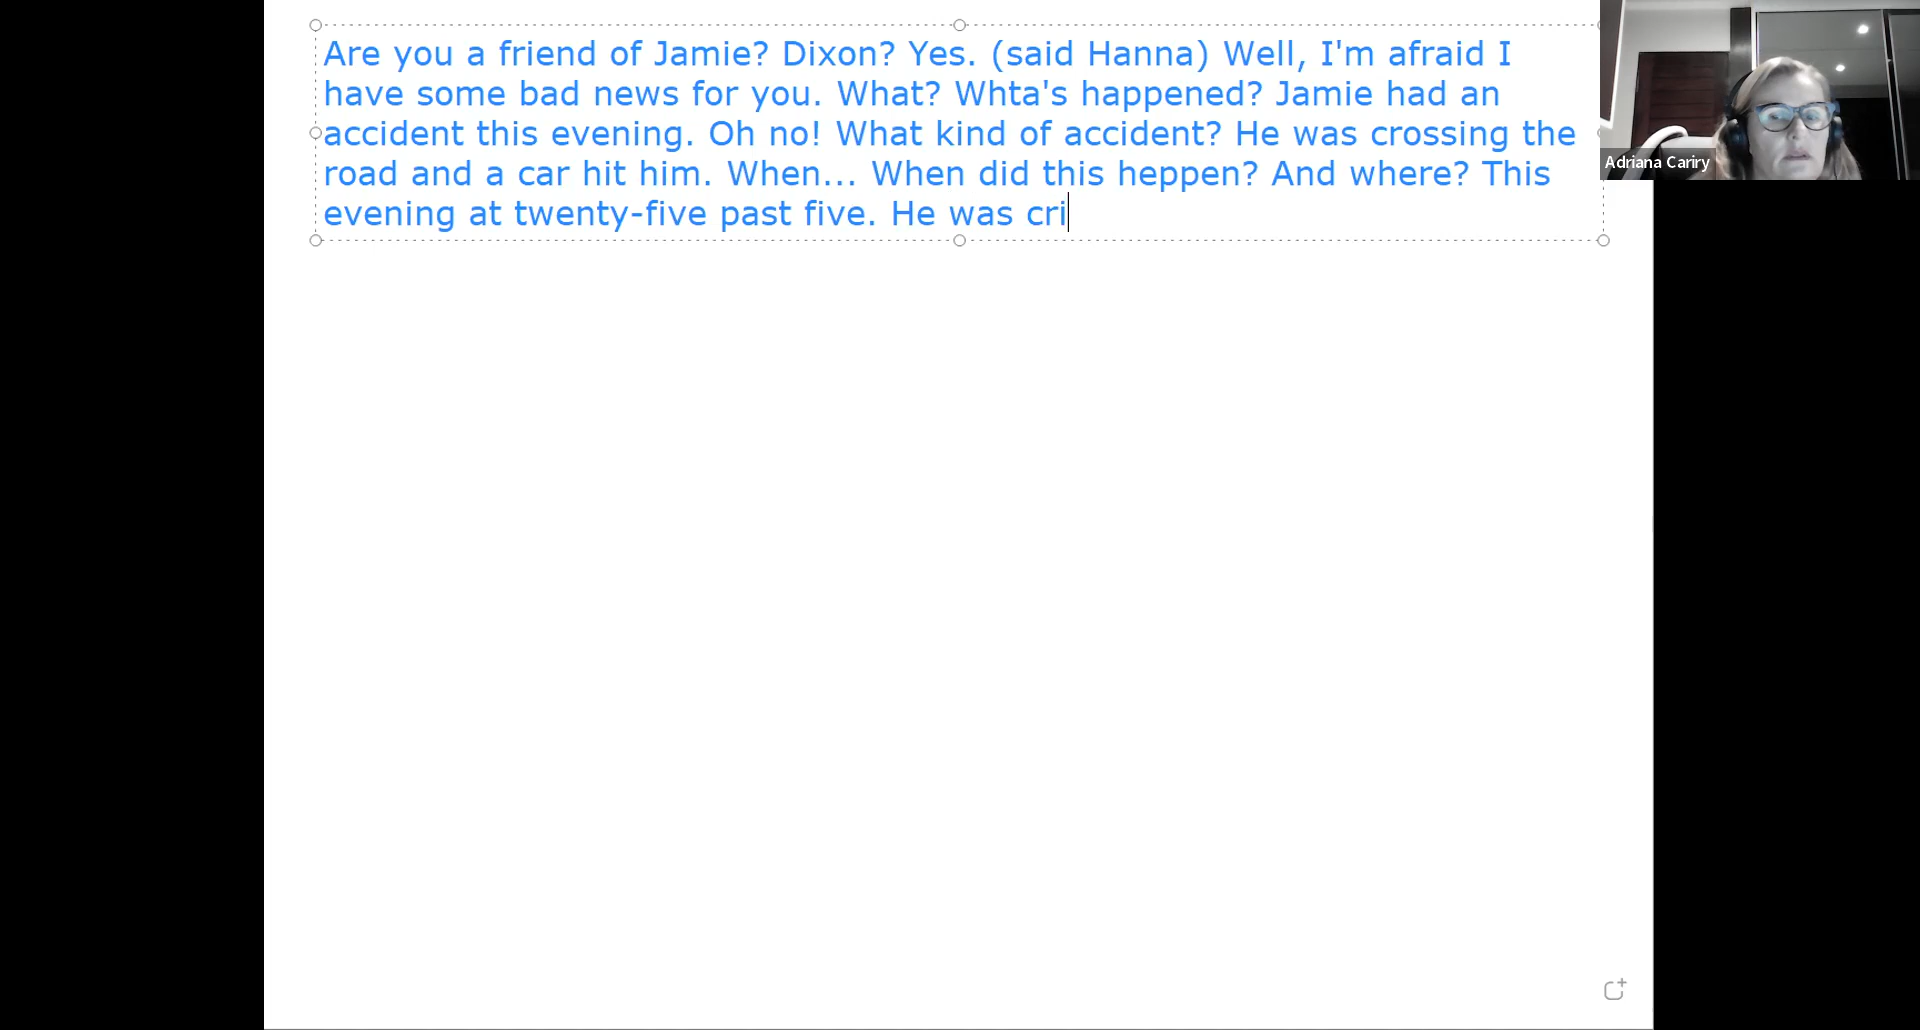 Are you a friend of Jamie? Dixon? Yes. (said Hanna) Well, I'm afraid I
have some bad news for you. What? Whta's happened? Jamie had an
accident this evening. Oh no! What kind of accident? He was crossing the
road and a car hit him. When... When did this heppen? And where? This
evening at twenty-five past five. He was cri
Adriana Cariry